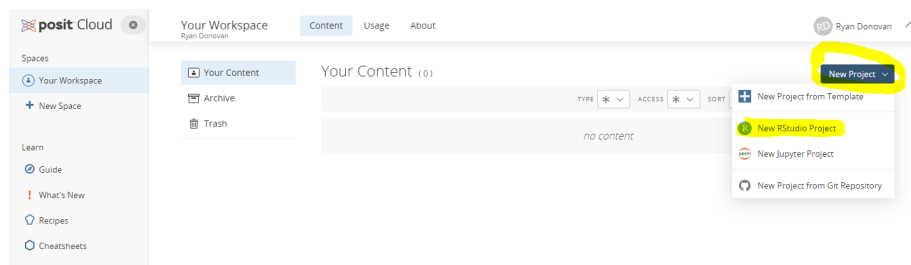 posit Cloud
Spaces
Your Workspace
New Space
Learn
Guide
What's New
Recipes
Cheatsheets
Your Workspace
Ryan Donovan
Content Usage About
RD Ryan Donovan
Your Content
Archive
Trash
Your Content (0)
New Project
TYPE ACCESS SORT
no content
New Project from Template
R New RStudio Project
New Jupyter Project
New Project from Git Repository